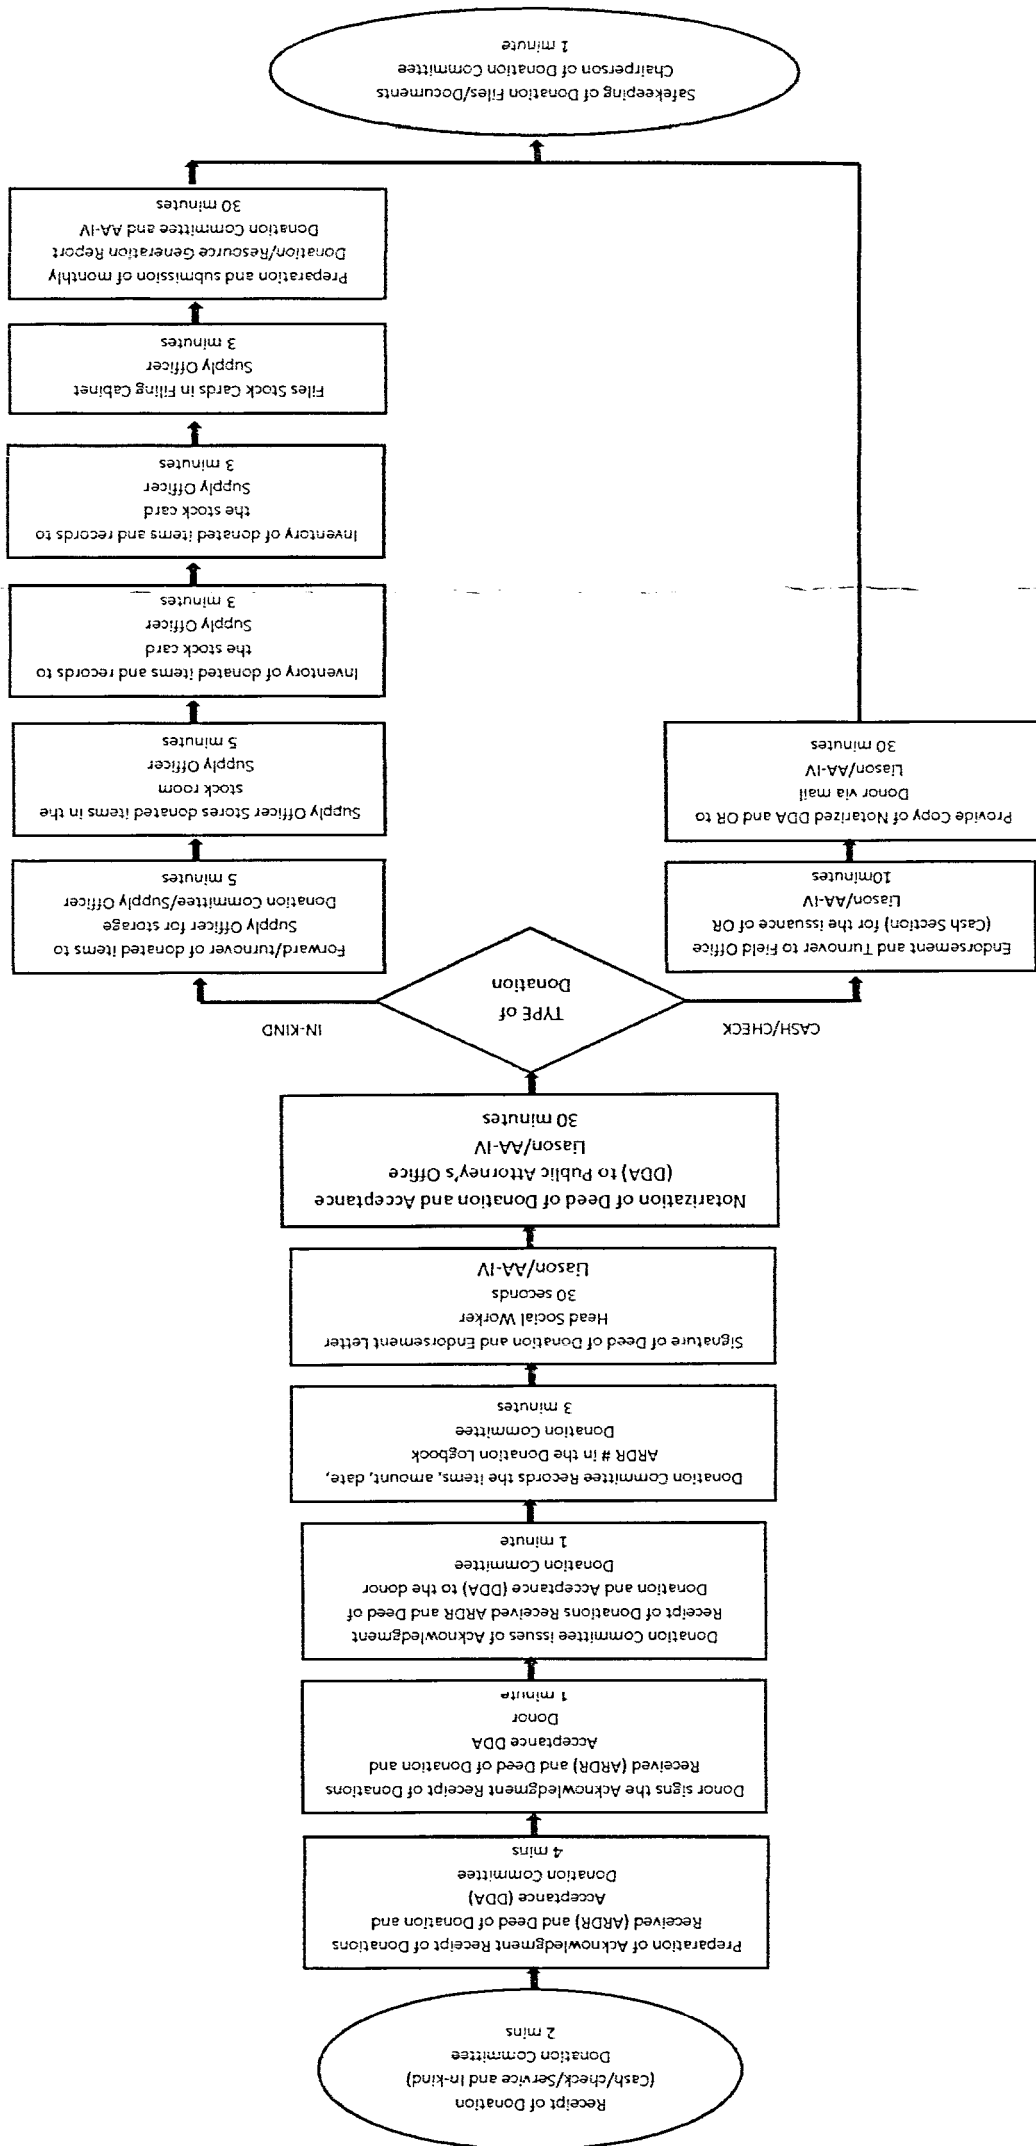 Receipt of Donation
(Cash/check/Service and In-kind)
Donation Committee
2 mins
Preparation of Acknowledgment Receipt of Donations
Received (ARDR) and Deed of Donation and
Acceptance (DDA)
Donation Committee
4 mins
Donor signs the Acknowledgment Receipt of Donations
Received (ARDR) and Deed of Donation and
Acceptance DDA
Donor
1 minute
Donation Committee issues of Acknowledgment
Receipt of Donations Received ARDR and Deed of
Donation and Acceptance (DDA) to the donor
Donation Committee
1 minute
Donation Committee Records the items, amount, date,
ARDR # in the Donation Logbook
Donation Committee
3 minutes
Signature of Deed of Donation and Endorsement Letter
Head Social Worker
30 seconds
Liason/AA-IV
Notarization of Deed of Donation and Acceptance
(DDA) to Public Attorney's Office
Liason/AA-IV
30 minutes
TYPE of
Donation
CASH/CHECK
IN-KIND
Endorsement and Turnover to Field Office
(Cash Section) for the issuance of OR
Liason/AA-IV
10minutes
Provide Copy of Notarized DDA and OR to
Donor via mail
Liason/AA-IV
30 minutes
Forward/turnover of donated items to
Supply Officer for storage
Donation Committee/Supply Officer
5 minutes
Supply Officer Stores donated items in the
stock room
Supply Officer
5 minutes
Inventory of donated items and records to
the stock card
Supply Officer
3 minutes
Inventory of donated items and records to
the stock card
Supply Officer
3 minutes
Files Stock Cards in Filing Cabinet
Supply Officer
3 minutes
Preparation and submission of monthly
Donation/Resource Generation Report
Donation Committee and AA-IV
30 minutes
Safekeeping of Donation Files/Documents
Chairperson of Donation Committee
1 minute